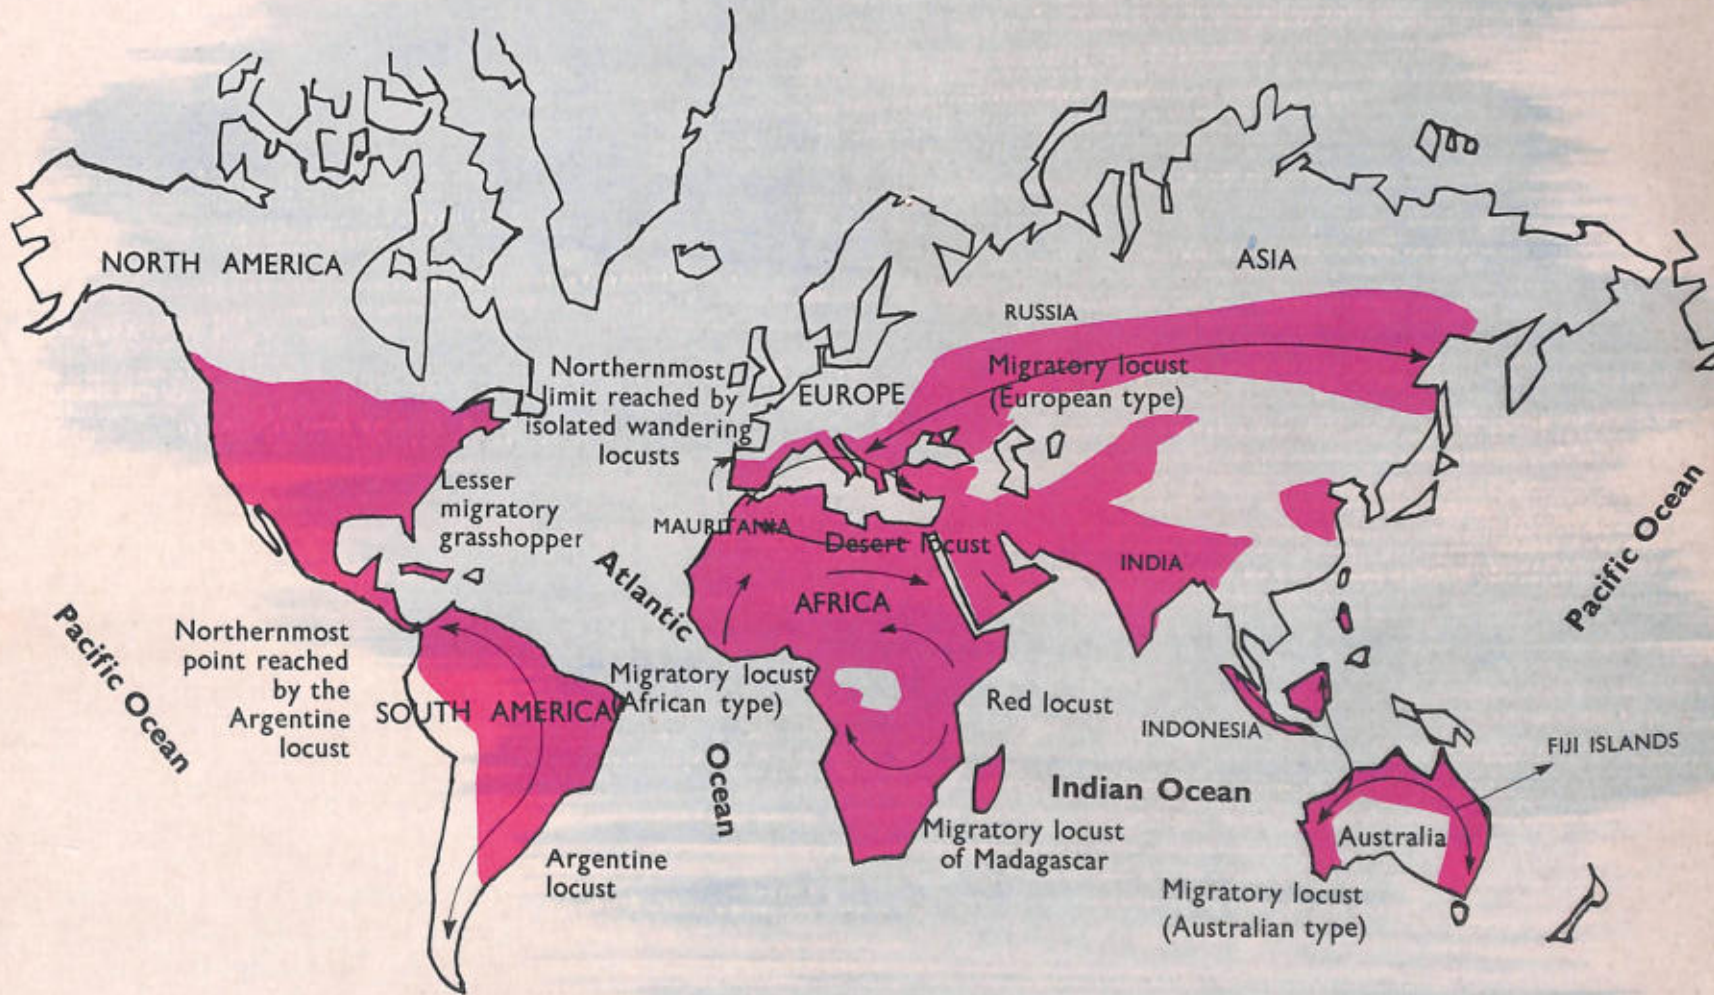 NORTH AMERICA
ASIA
RUSSIA
Northernmost
limit reached by
isolated wandering
locusts
EUROPE
Migratory locust
(European type)
Lesser
migratory
grasshopper
MAURITANIA
Desert locust
INDIA
AFRICA
Atlantic
Ocean
Pacific Ocean
Pacific Ocean
Northernmost
point reached
by the
Argentine
locust
SOUTH AMERICA
Migratory locust
(African type)
Red locust
INDONESIA
FIJI ISLANDS
Indian Ocean
Migratory locust
of Madagascar
Australia
Argentine
locust
Migratory locust
(Australian type)